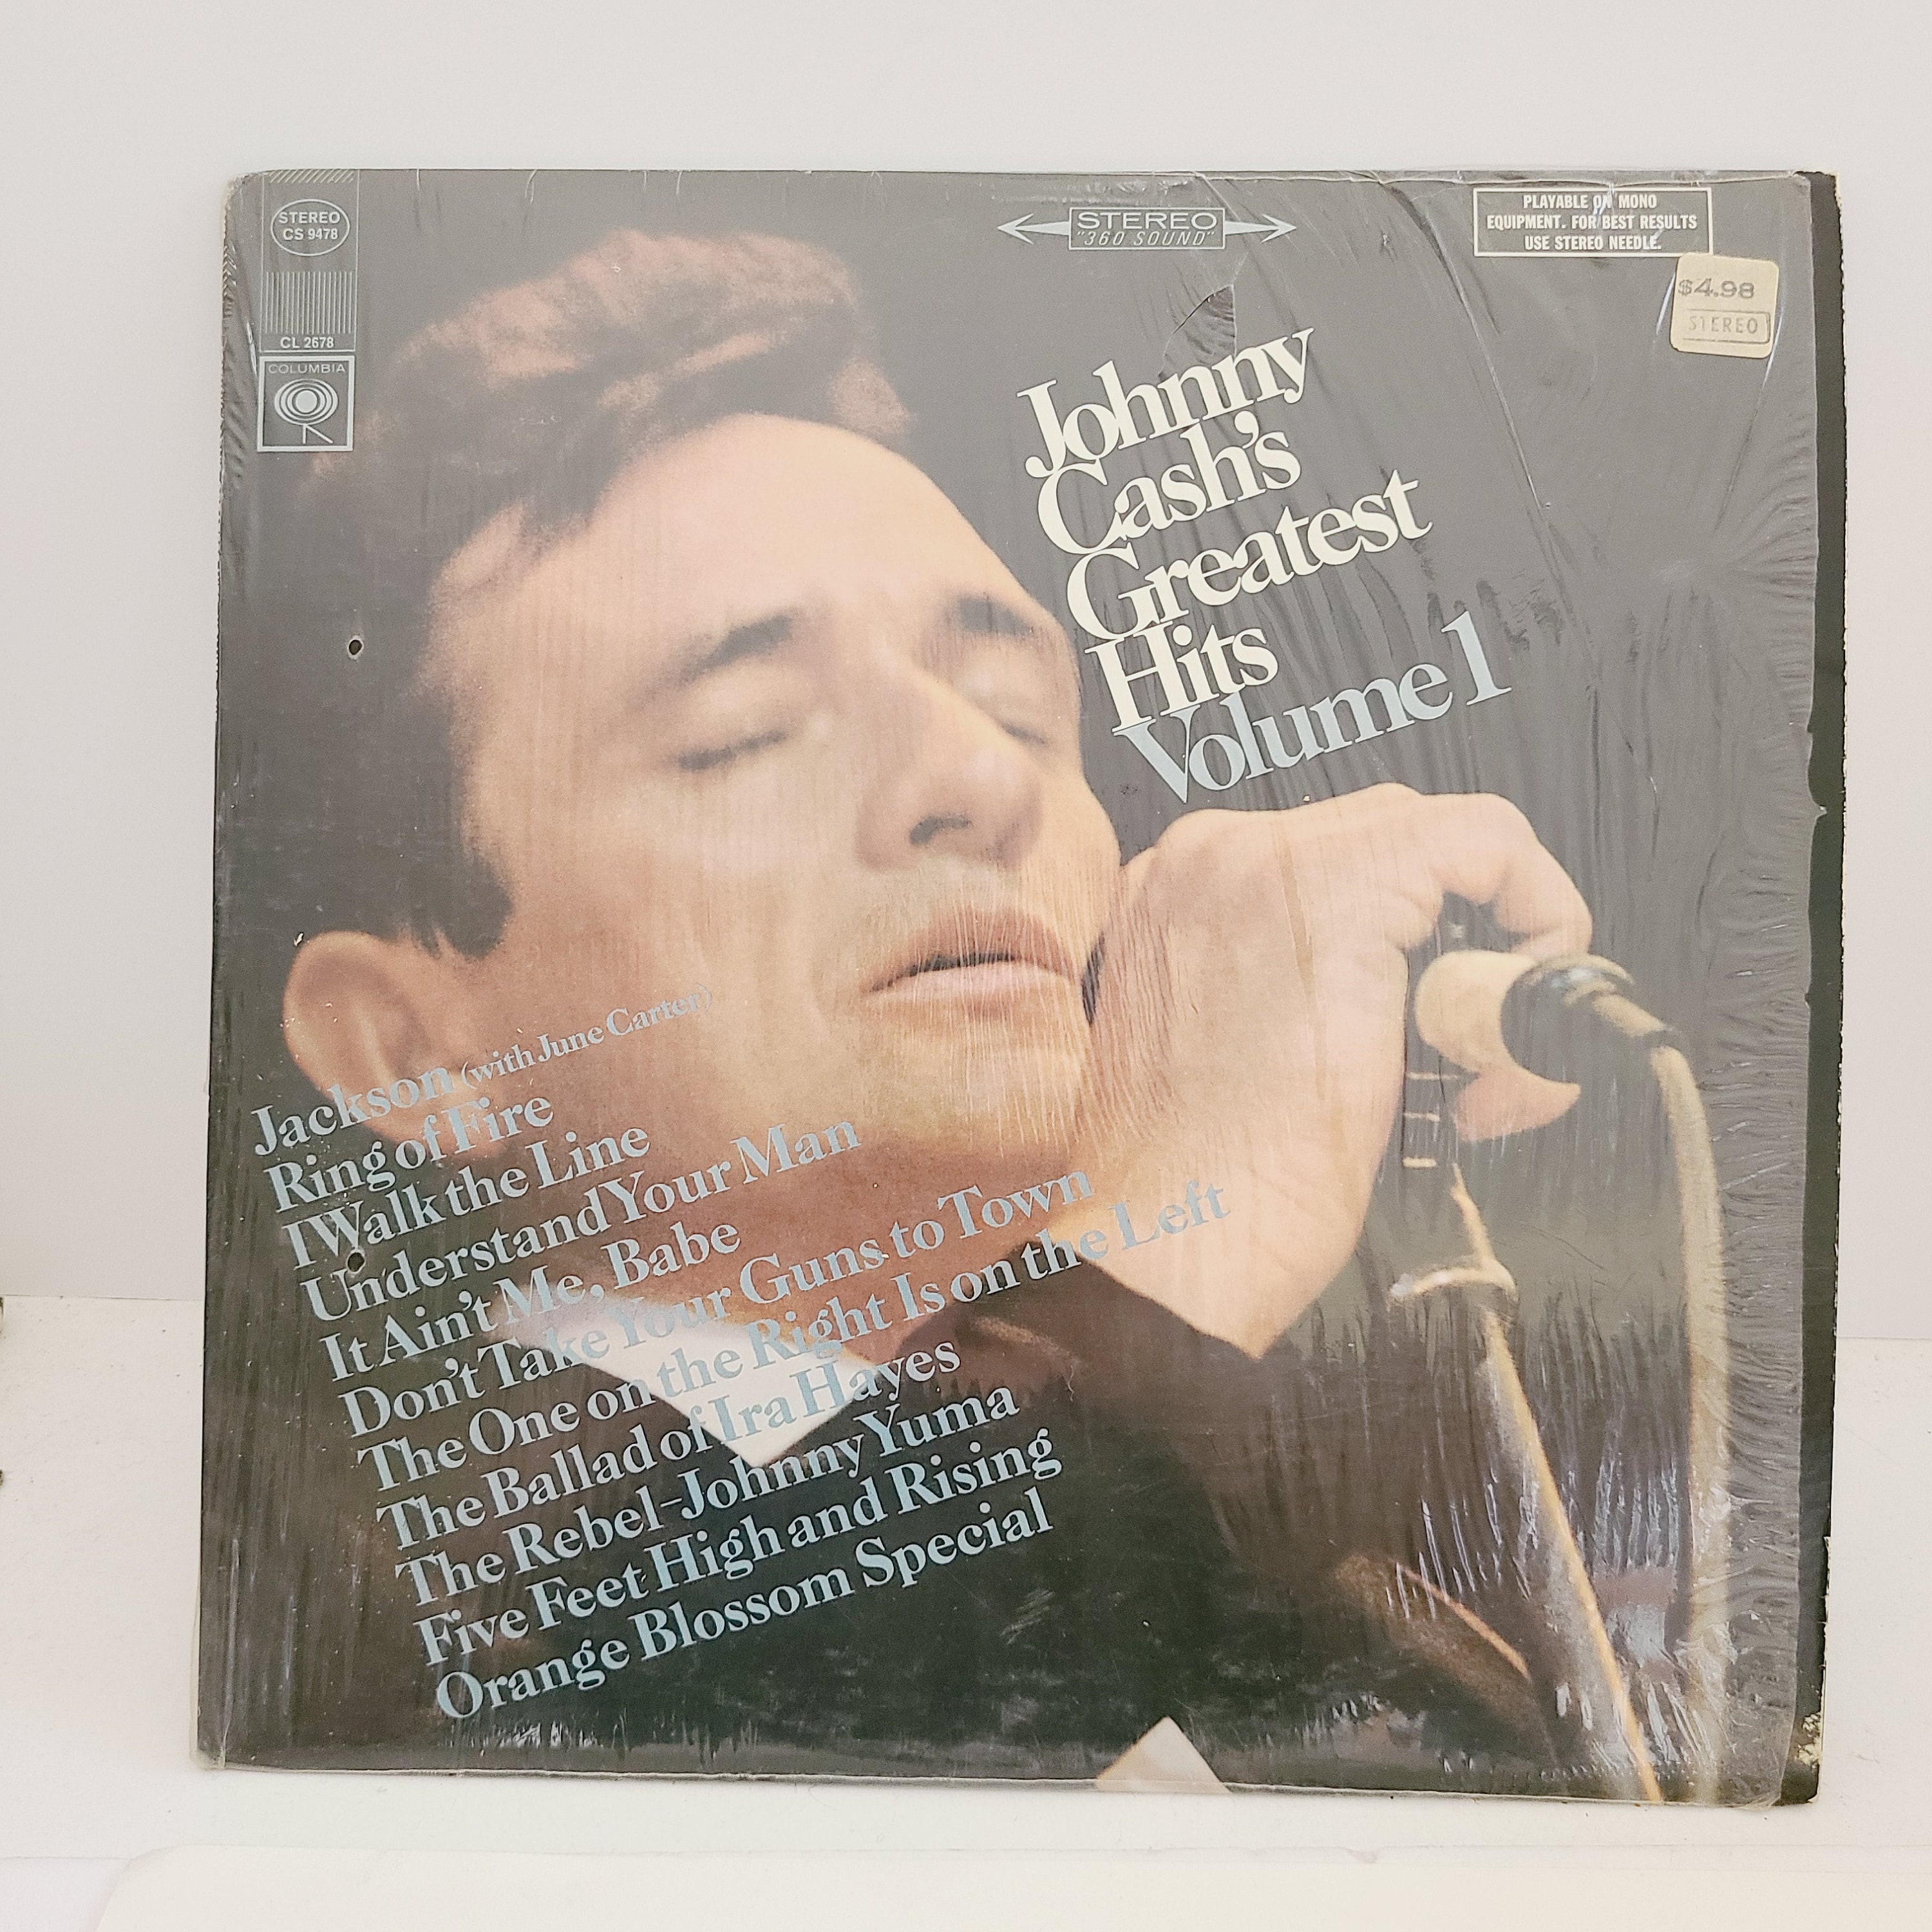 STEREO
CS 9478
CL 2678
COLUMBIA
STEREO
"360 SOUND"
PLAYABLE ON MONO
EQUIPMENT. FOR BEST RESULTS
USE STEREO NEEDLE.
$4.98
STEREO
Johnny
Cash's
Greatest
Hits
Volume 1
Jackson (with June Carter)
Ring of Fire
I Walk the Line
Understand Your Man
It Ain't Me, Babe
Don't Take Your Guns to Town
The One on the Right Is on the Left
The Ballad of Ira Hayes
The Rebel-Johnny Yuma
Five Feet High and Rising
Orange Blossom Special